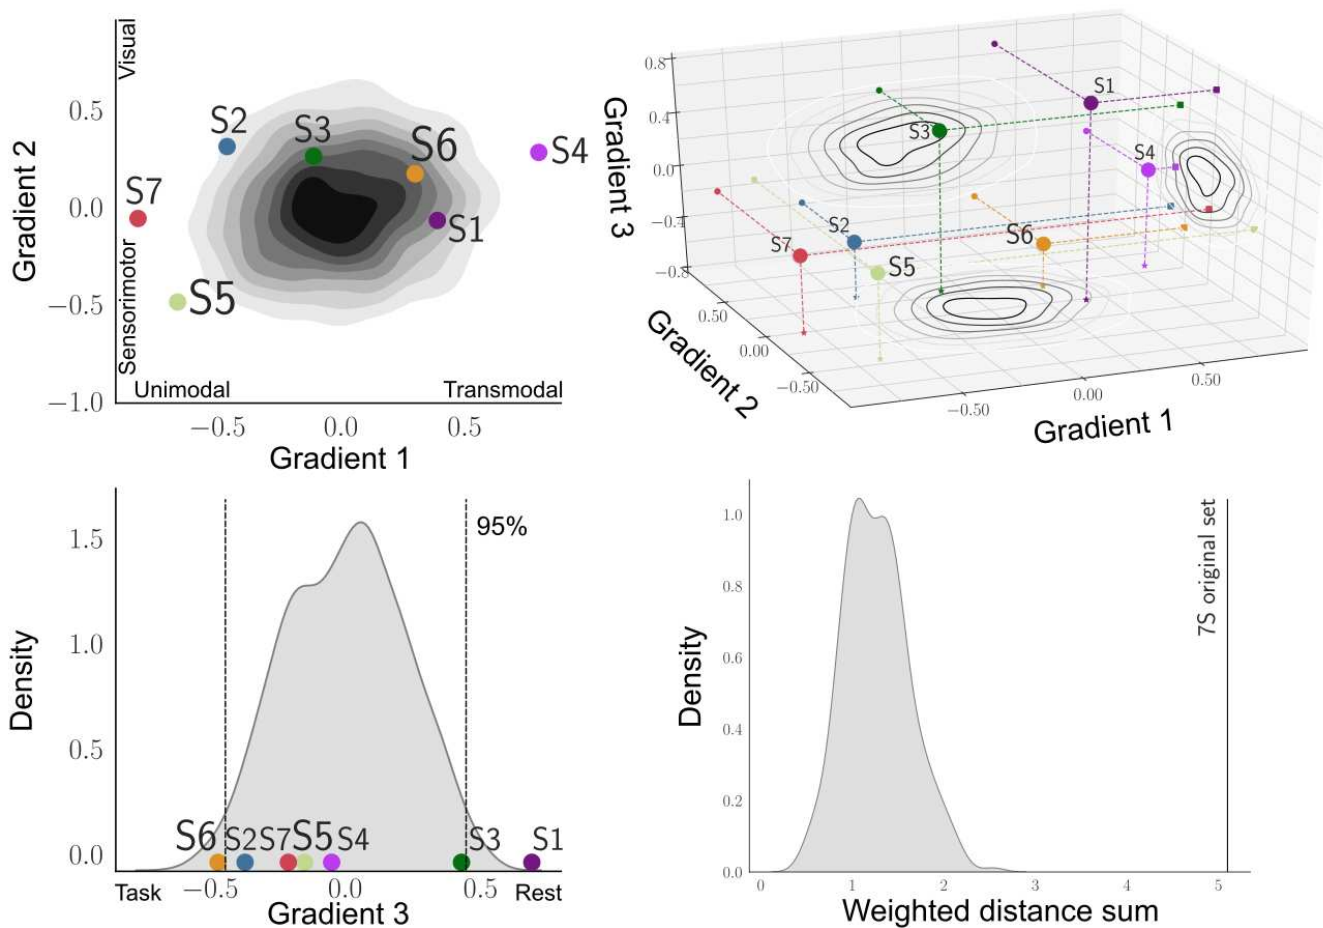 Visual
0.5
S2
S3
S6
S4
Gradient 2
S7
0.0
S1
Sensorimotor
S5
−0.5
Unimodal
Transmodal
−1.0
−0.5
0.0
0.5
Gradient 1
0.8
S1
Gradient 3
0.4
S3
S4
0.0
−0.4
S2
S6
S7
S5
−0.8
0.50
Gradient 2
0.00
−0.50
−0.50
0.00
0.50
Gradient 1
1.5
95%
1.0
Density
0.5
S6
S2
S7
S5
S4
S3
S1
0.0
Task
−0.5
0.0
0.5
Rest
Gradient 3
1.0
7S original set
0.8
Density
0.6
0.4
0.2
0.0
0
1
2
3
4
5
Weighted distance sum